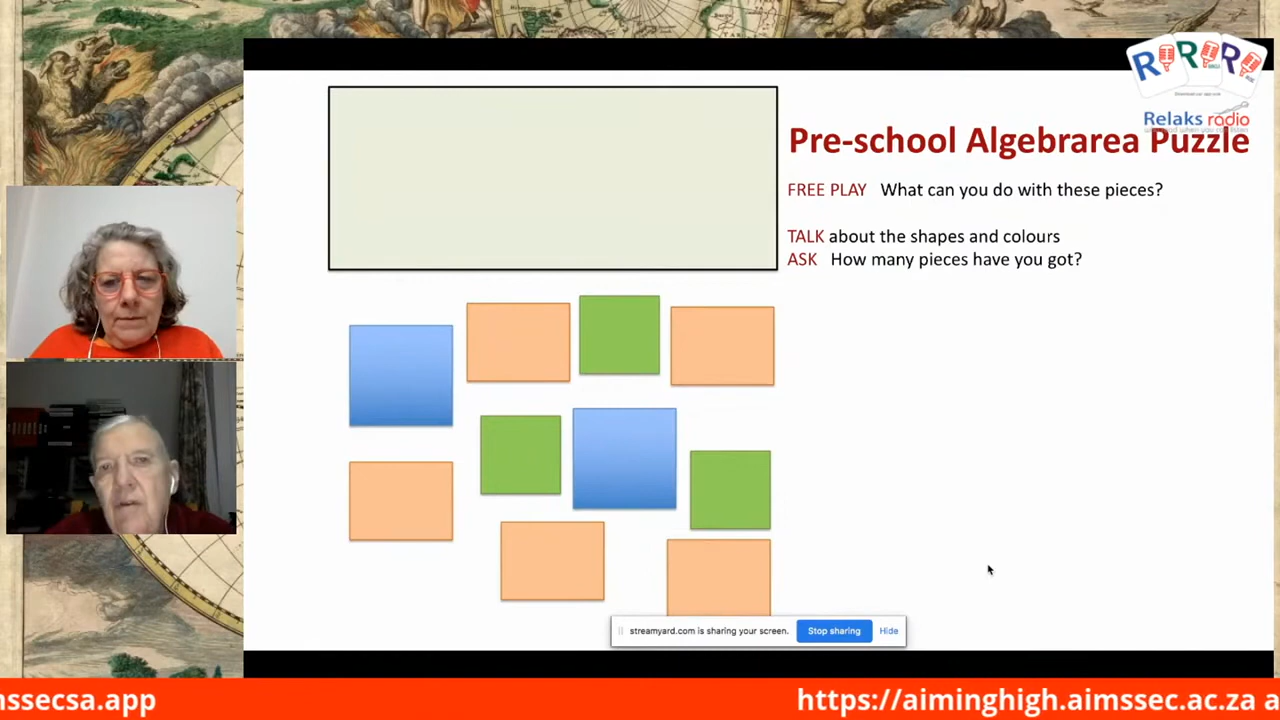 Relaks radio
Pre-school Algebrarea Puzzle
FREE PLAY What can you do with these pieces?
TALK about the shapes and colours
ASK How many pieces have you got?
streamyard.com is sharing your screen. Stop sharing Hide
nssecsa.app https://aiminghigh.aimssec.ac.za a